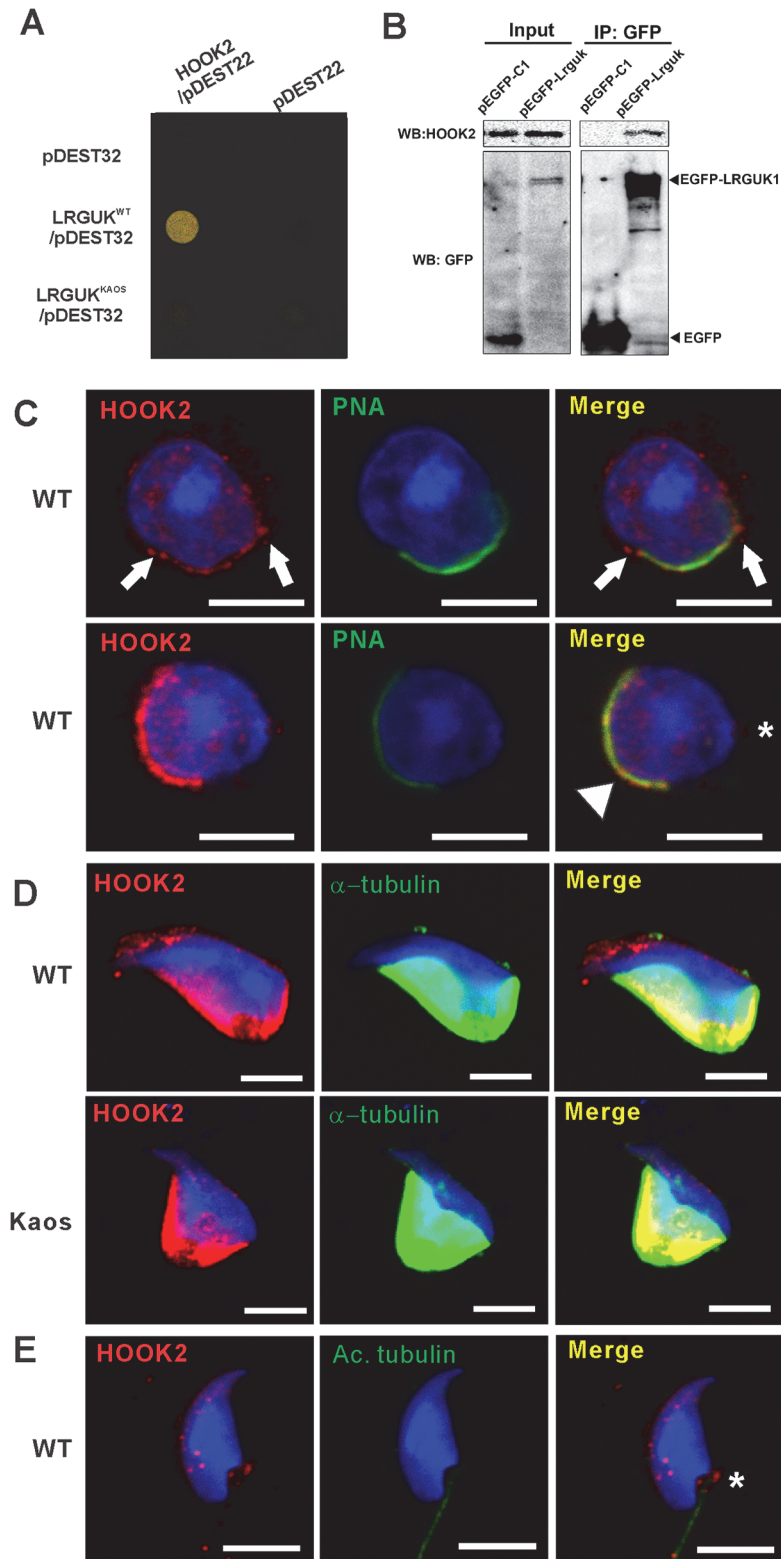 A
HOOK2
/pDEST22
pDEST22
pDEST32
LRGUKWT
/pDEST32
LRGUKKAOS
/pDEST32
B
Input
IP: GFP
pEGFP-C1
pEGFP-Lrguk
pEGFP-C1
pEGFP-Lrguk
WB:HOOK2
EGFP-LRGUK1
WB: GFP
EGFP
C
HOOK2
PNA
Merge
WT
HOOK2
PNA
Merge
WT
*
D
HOOK2
α-tubulin
Merge
WT
HOOK2
α-tubulin
Merge
Kaos
E
HOOK2
Ac. tubulin
Merge
WT
*